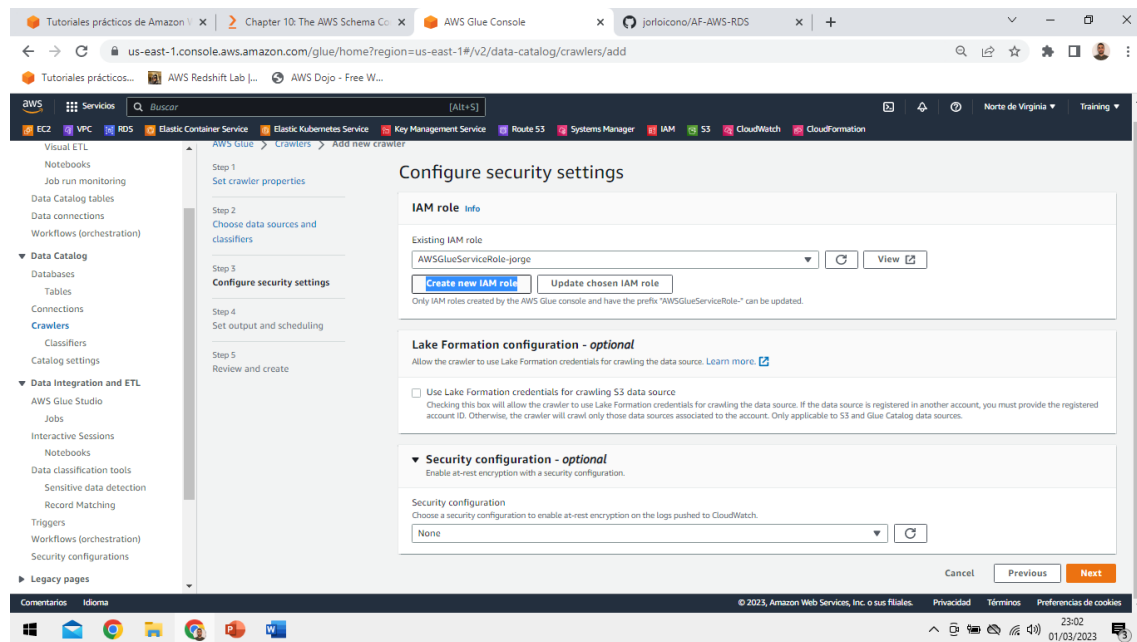 Tutoriales prácticos de Amazon
Chapter 10: The AWS Schema Co
AWS Glue Console
jorloicono/AF-AWS-RDS
us-east-1.console.aws.amazon.com/glue/home?region=us-east-1#/v2/data-catalog/crawlers/add
Tutoriales prácticos...
AWS Redshift Lab |...
AWS Dojo - Free W...
aws
Servicios
Buscar
[Alt+S]
Norte de Virginia
Training
EC2
VPC
RDS
Elastic Container Service
Elastic Kubernetes Service
Key Management Service
Route 53
Systems Manager
IAM
S3
CloudWatch
CloudFormation
Visual ETL
Notebooks
Job run monitoring
Data Catalog tables
Data connections
Workflows (orchestration)
Data Catalog
Databases
Tables
Connections
Crawlers
Classifiers
Catalog settings
Data Integration and ETL
AWS Glue Studio
Jobs
Interactive Sessions
Notebooks
Data classification tools
Sensitive data detection
Record Matching
Triggers
Workflows (orchestration)
Security configurations
Legacy pages
AWS Glue > Crawlers > Add new crawler
Step 1
Set crawler properties
Step 2
Choose data sources and
classifiers
Step 3
Configure security settings
Step 4
Set output and scheduling
Step 5
Review and create
Configure security settings
IAM role Info
Existing IAM role
AWSGlueServiceRole-jorge
View
Create new IAM role
Update chosen IAM role
Only IAM roles created by the AWS Glue console and have the prefix "AWSGlueServiceRole-" can be updated.
Lake Formation configuration - optional
Allow the crawler to use Lake Formation credentials for crawling the data source. Learn more.
Use Lake Formation credentials for crawling S3 data source
Checking this box will allow the crawler to use Lake Formation credentials for crawling the data source. If the data source is registered in another account, you must provide the registered
account ID. Otherwise, the crawler will crawl only those data sources associated to the account. Only applicable to S3 and Glue Catalog data sources.
Security configuration - optional
Enable at-rest encryption with a security configuration.
Security configuration
Choose a security configuration to enable at-rest encryption on the logs pushed to CloudWatch.
None
Cancel
Previous
Next
Comentarios
Idioma
© 2023, Amazon Web Services, Inc. o sus filiales.
Privacidad
Términos
Preferencias de cookies
23:02
01/03/2023
3